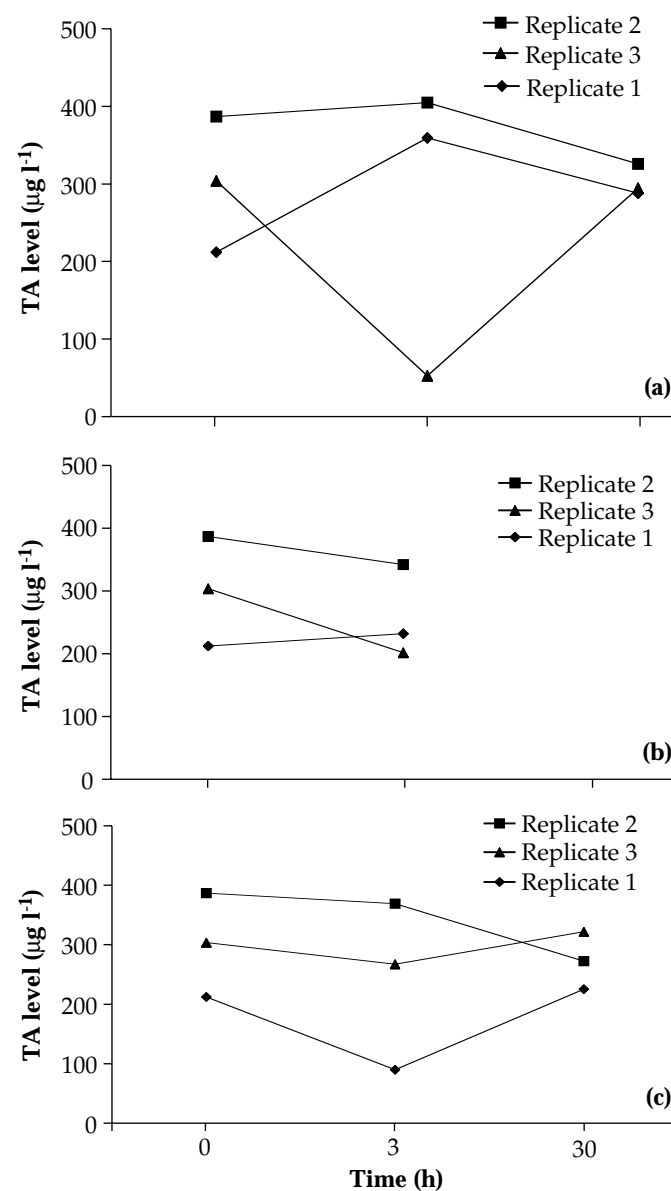 500
400
300
200
100
0
TA level (µg l⁻¹)
Replicate 2
Replicate 3
Replicate 1
(a)
500
400
300
200
100
0
TA level (µg l⁻¹)
Replicate 2
Replicate 3
Replicate 1
(b)
500
400
300
200
100
0
TA level (µg l⁻¹)
Replicate 2
Replicate 3
Replicate 1
(c)
0 3 30
Time (h)